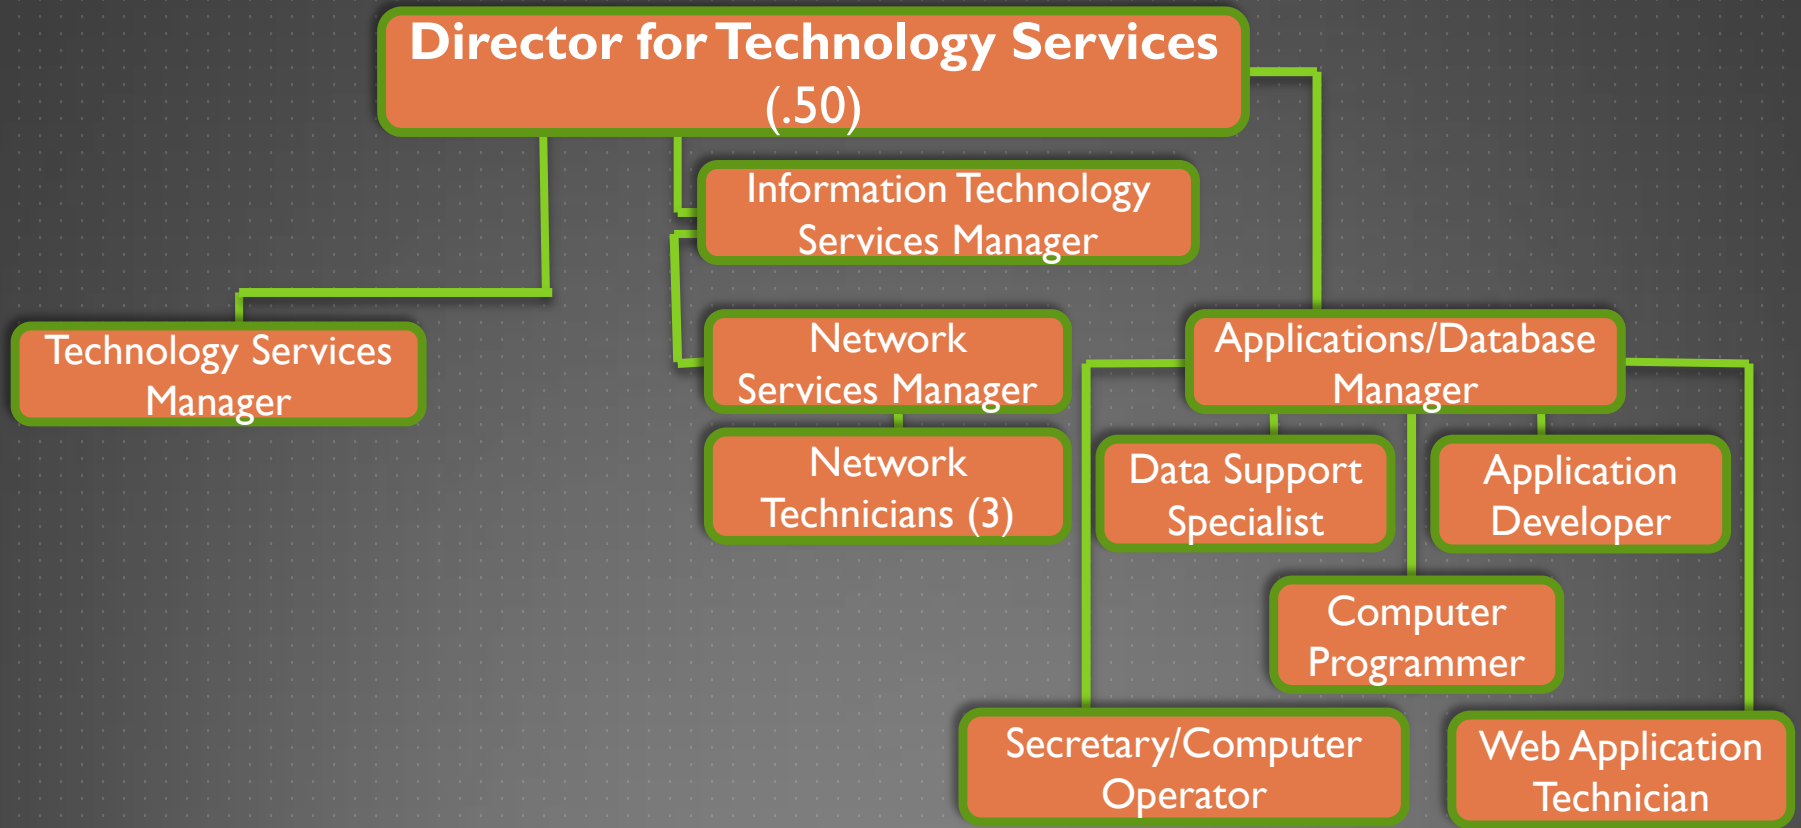 Director for Technology Services
(.50)
Information Technology
Services Manager
Technology Services
Manager
Network
Services Manager
Applications/Database
Manager
Network
Technicians (3)
Data Support
Specialist
Application
Developer
Computer
Programmer
Secretary/Computer
Operator
Web Application
Technician